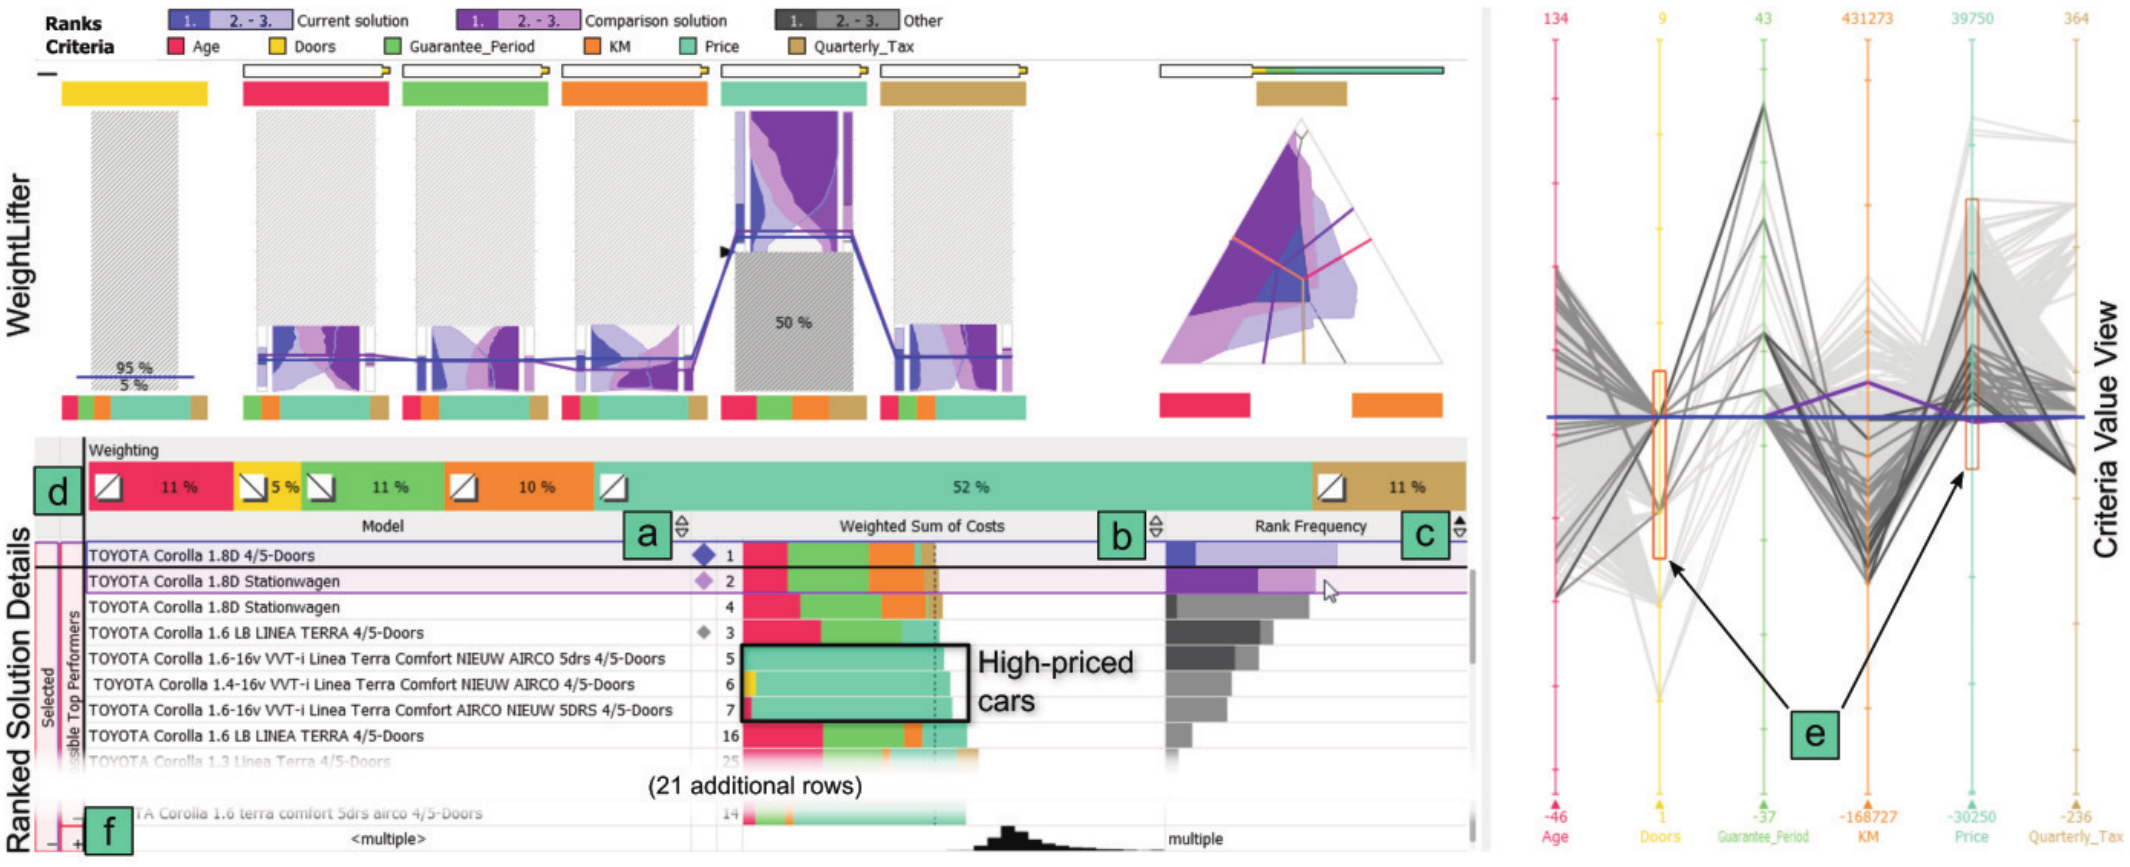 Ranks
1.
2. - 3.
Current solution
1.
2. - 3.
Comparison solution
1.
2. - 3.
Other
Criteria
Age
Doors
Guarantee_Period
KM
Price
Quarterly_Tax
WeightLifter
95 %
5 %
50 %
Weighting
d
11 %
5 %
11 %
10 %
52 %
11 %
Model
a
Weighted Sum of Costs
b
Rank Frequency
c
Ranked Solution Details
Selected
ssible Top Performers
TOYOTA Corolla 1.8D 4/5-Doors
1
TOYOTA Corolla 1.8D Stationwagen
2
TOYOTA Corolla 1.8D Stationwagen
4
TOYOTA Corolla 1.6 LB LINEA TERRA 4/5-Doors
3
TOYOTA Corolla 1.6-16v VVT-i Linea Terra Comfort NIEUW AIRCO 5drs 4/5-Doors
5
TOYOTA Corolla 1.4-16v VVT-i Linea Terra Comfort NIEUW AIRCO 4/5-Doors
6
TOYOTA Corolla 1.6-16v VVT-i Linea Terra Comfort AIRCO NIEUW 5DRS 4/5-Doors
7
High-priced
cars
TOYOTA Corolla 1.6 LB LINEA TERRA 4/5-Doors
16
TOYOTA Corolla 1.3 Linea Terra 4/5-Doors
25
(21 additional rows)
TA Corolla 1.6 terra comfort 5drs airco 4/5-Doors
14
f
– +
<multiple>
multiple
134
9
43
431273
39750
364
e
-46
1
-37
-168727
-30250
-236
Age
Doors
Guarantee_Period
KM
Price
Quarterly_Tax
Criteria Value View